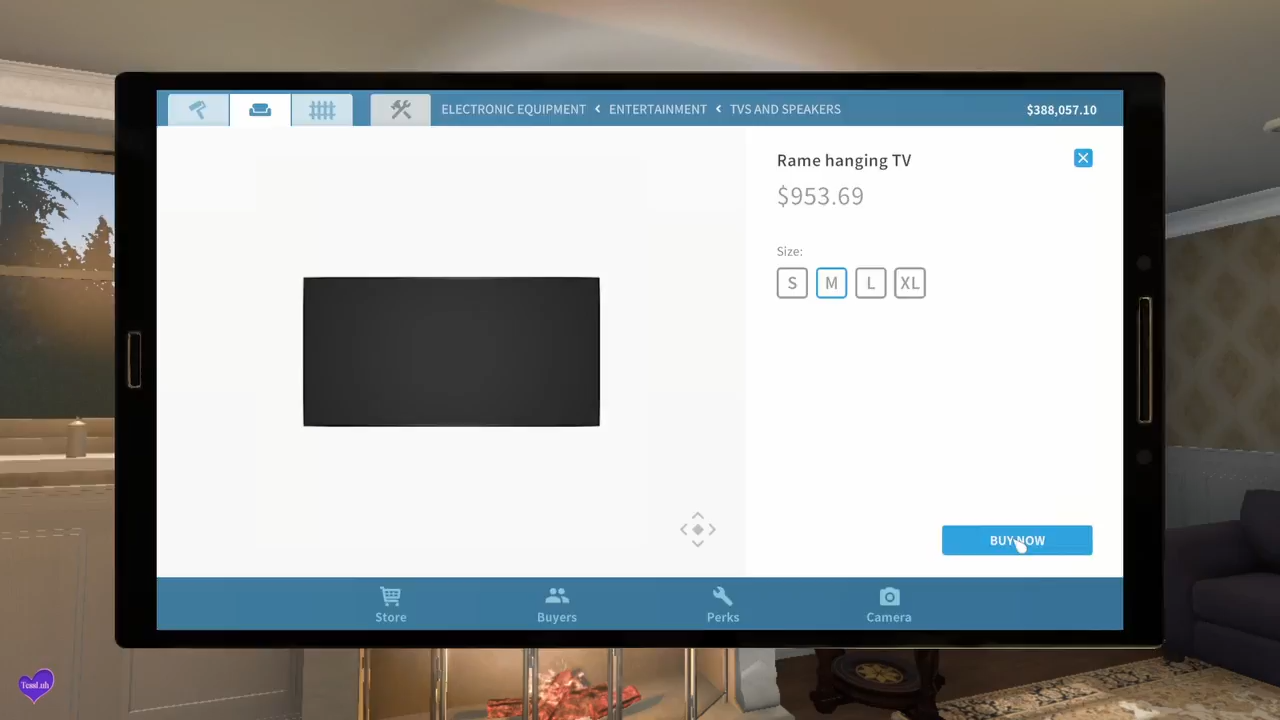 ELECTRONIC EQUIPMENT < ENTERTAINMENT < TVS AND SPEAKERS
$388,057.10
Rame hanging TV
$953.69
Size:
S M L XL
BUY NOW
Store Buyers Perks Camera
TessLub